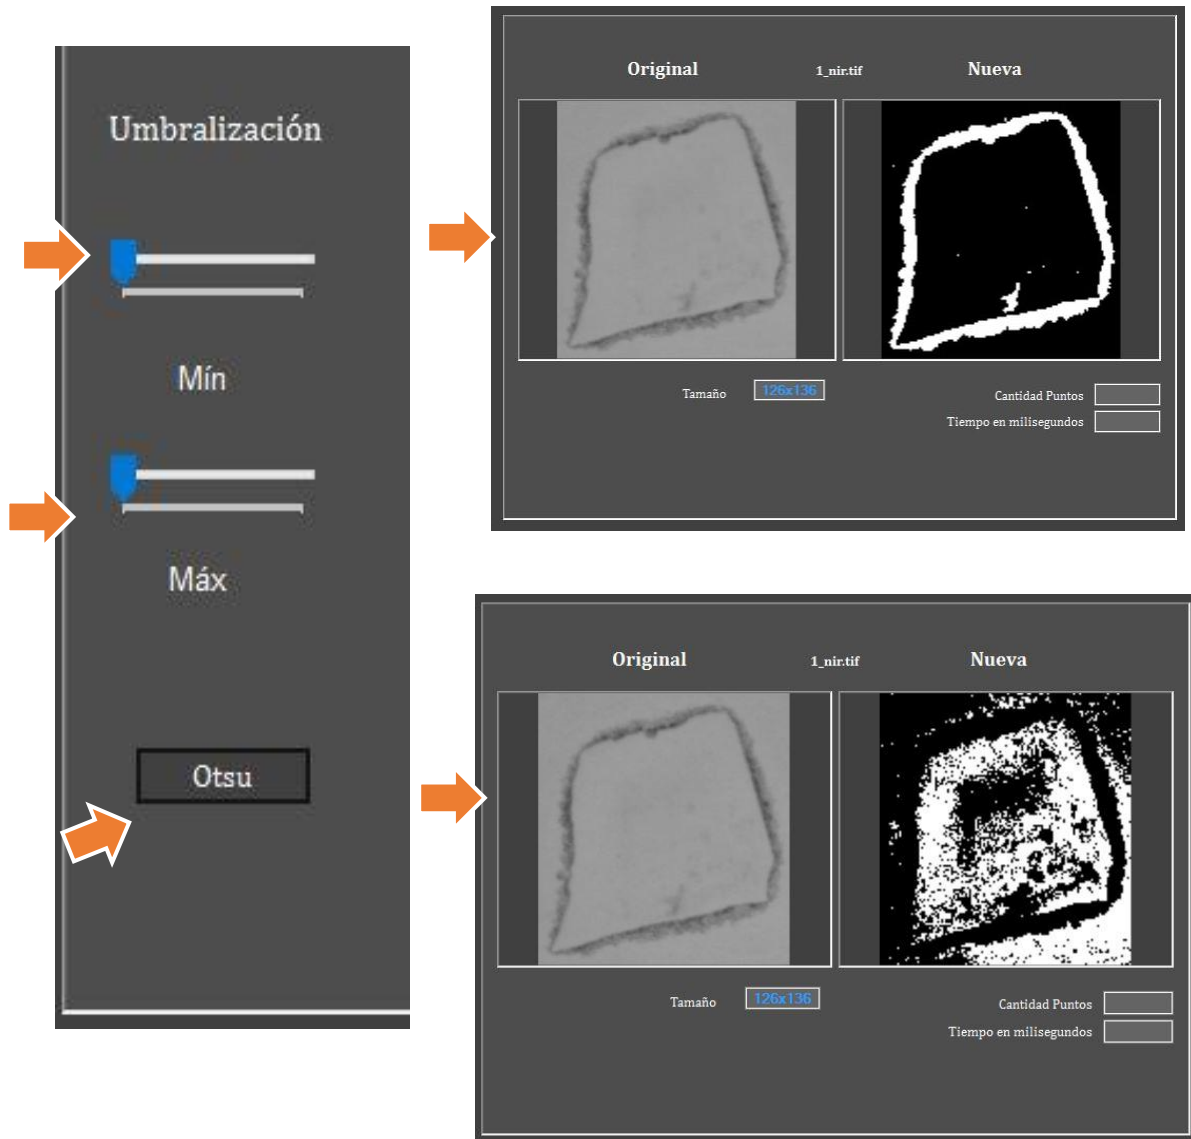 Umbralización
Mín
Máx
Otsu
Original 1_nir.tif Nueva
Tamaño 126x136
Cantidad Puntos
Tiempo en milisegundos
Original 1_nir.tif Nueva
Tamaño 126x136
Cantidad Puntos
Tiempo en milisegundos